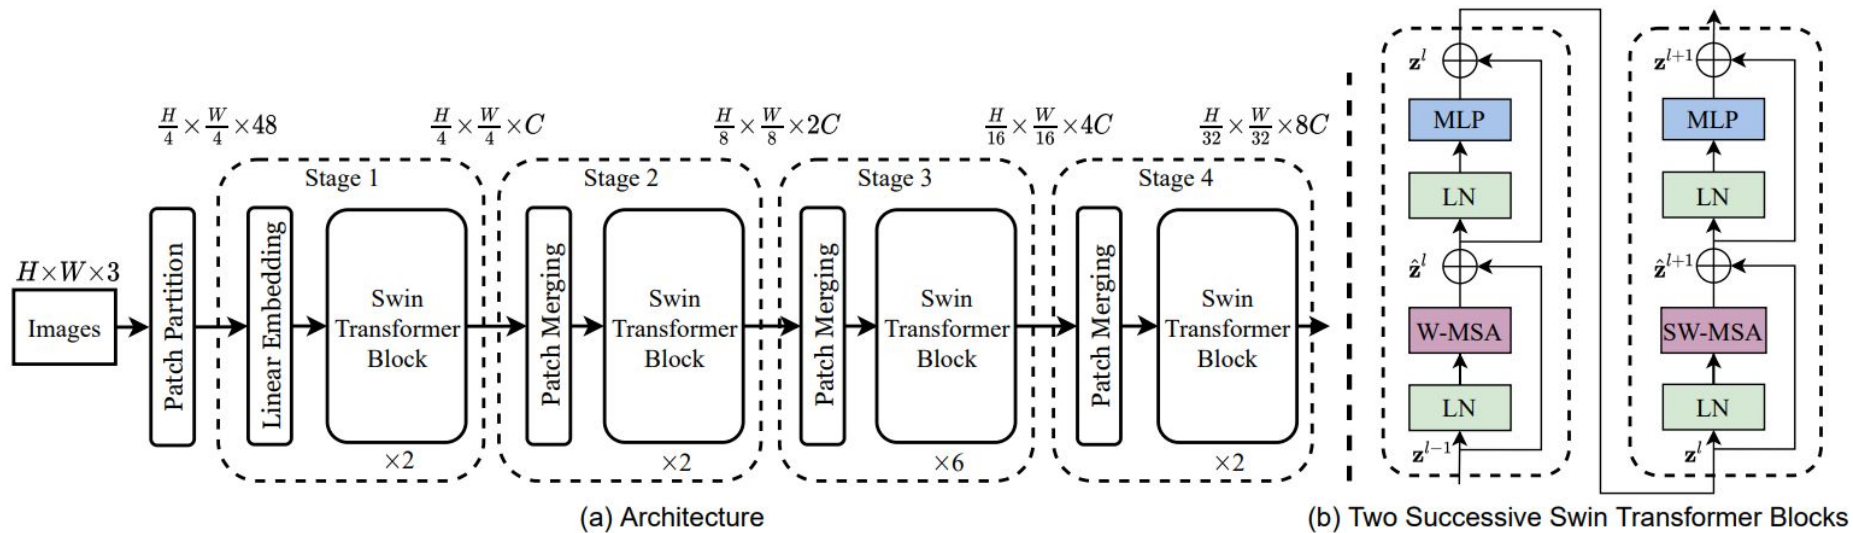 H×W×3
Images
Patch Partition
H/4 × W/4 × 48
Stage 1
Linear Embedding
Swin
Transformer
Block
×2
H/4 × W/4 × C
Stage 2
Patch Merging
Swin
Transformer
Block
×2
H/8 × W/8 × 2C
Stage 3
Patch Merging
Swin
Transformer
Block
×6
H/16 × W/16 × 4C
Stage 4
Patch Merging
Swin
Transformer
Block
×2
H/32 × W/32 × 8C
(a) Architecture
z^l
MLP
LN
ẑ^l
W-MSA
LN
z^{l−1}
z^{l+1}
MLP
LN
ẑ^{l+1}
SW-MSA
LN
z^l
(b) Two Successive Swin Transformer Blocks